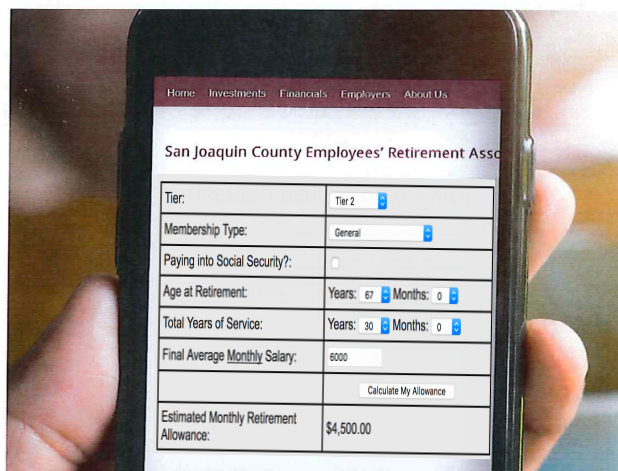 Home Investments Financials Employers About Us
San Joaquin County Employees' Retirement Asso
Tier: Tier 2
Membership Type: General
Paying into Social Security?:
Age at Retirement: Years: 67 Months: 0
Total Years of Service: Years: 30 Months: 0
Final Average Monthly Salary: 6000
Calculate My Allowance
Estimated Monthly Retirement
Allowance: $4,500.00